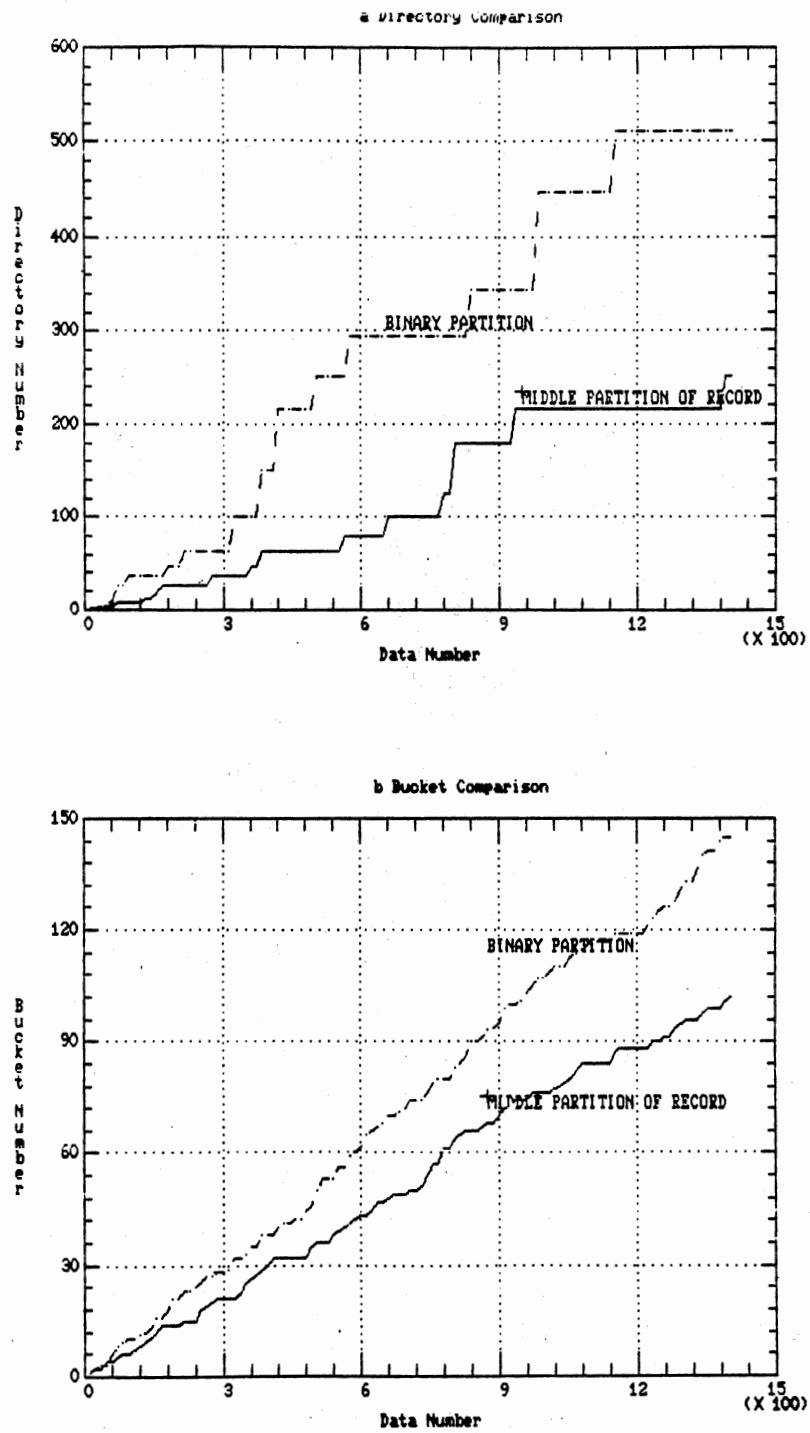 a Directory Comparison
600
500
400
300
200
100
0
Directory Number
BINARY PARTITION
MIDDLE PARTITION OF RECORD
0 3 6 9 12 15
(X 100)
Data Number
b Bucket Comparison
150
120
90
60
30
0
Bucket Number
BINARY PARTITION
MIDDLE PARTITION OF RECORD
0 3 6 9 12 15
(X 100)
Data Number